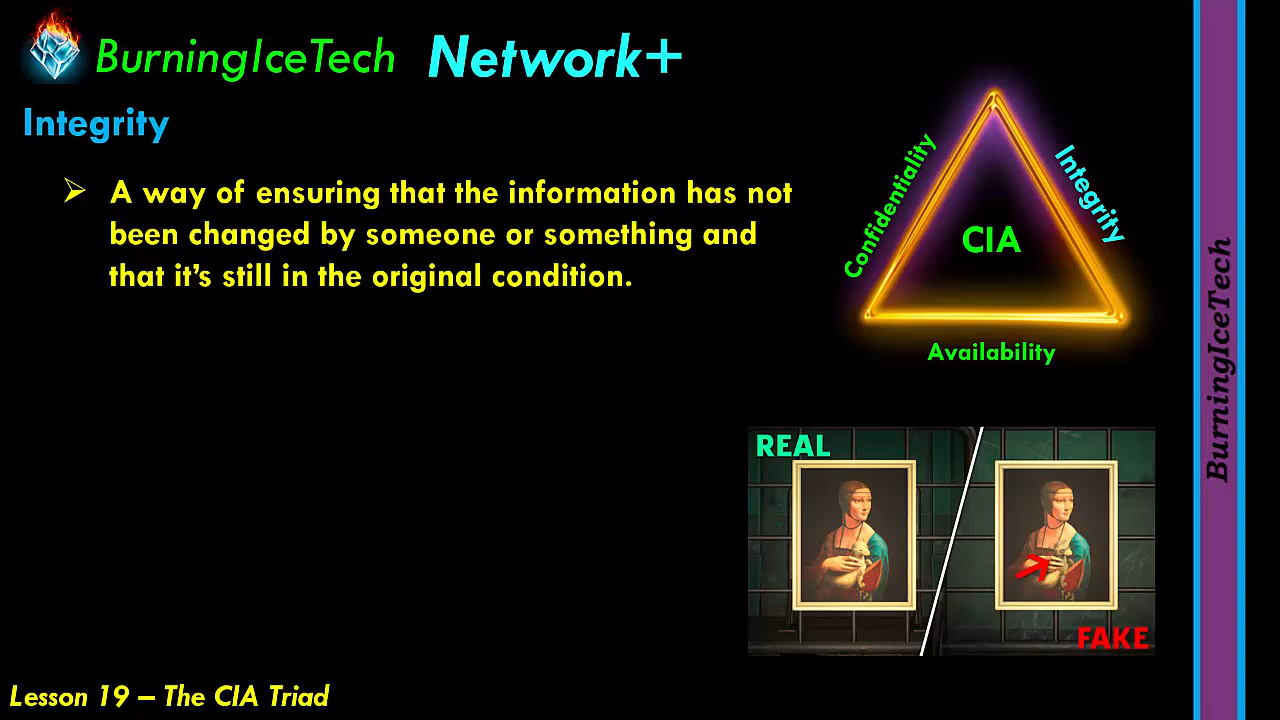 BurningIceTech Network+
Integrity
➢ A way of ensuring that the information has not
been changed by someone or something and
that it’s still in the original condition.
Confidentiality
Integrity
CIA
Availability
REAL
FAKE
BurningIceTech
Lesson 19 – The CIA Triad